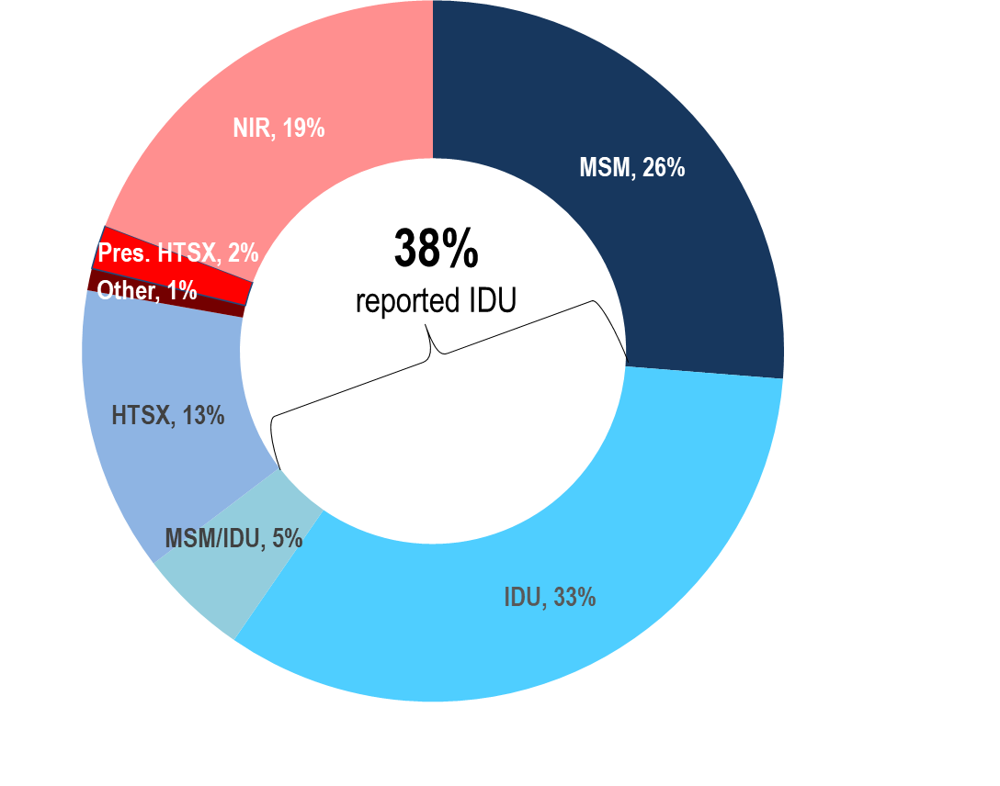 NIR, 19%
MSM, 26%
38%
reported IDU
Pres. HTSX, 2%
Other, 1%
HTSX, 13%
MSM/IDU, 5%
IDU, 33%